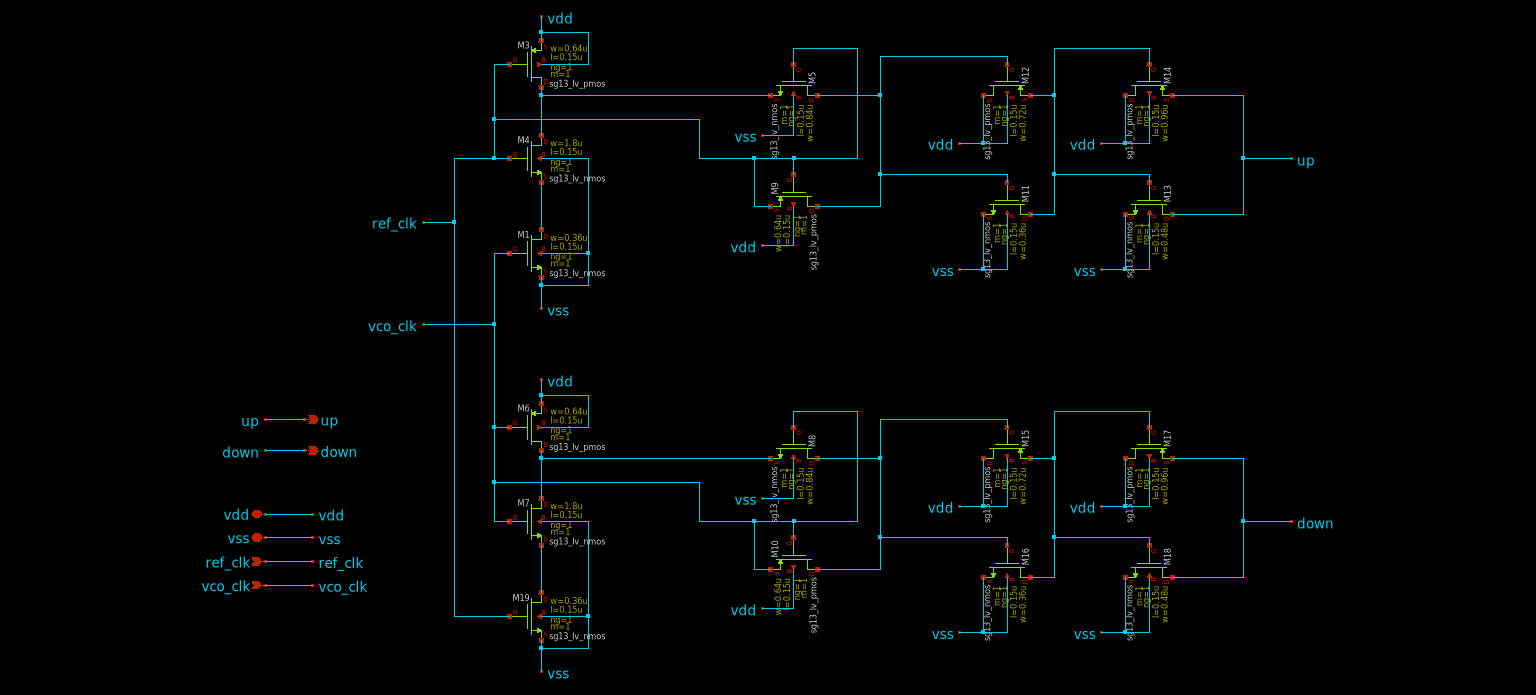 vdd
M3
w=0.64u
l=0.15u
ng=1
m=1
sg13_lv_pmos
M4
w=1.8u
l=0.15u
ng=1
m=1
sg13_lv_nmos
M1
w=0.36u
l=0.15u
ng=1
m=1
sg13_lv_nmos
vss
ref_clk
vco_clk
M5
sg13_lv_nmos
m=1
ng=1
l=0.15u
w=0.84u
vss
M9
w=0.64u
l=0.15u
ng=1
m=1
sg13_lv_pmos
vdd
M12
sg13_lv_pmos
m=1
ng=1
l=0.15u
w=0.72u
vdd
M14
sg13_lv_pmos
m=1
ng=1
l=0.15u
w=0.96u
vdd
M11
sg13_lv_nmos
m=1
ng=1
l=0.15u
w=0.36u
vss
M13
sg13_lv_nmos
m=1
ng=1
l=0.15u
w=0.48u
vss
up
vdd
M6
w=0.64u
l=0.15u
ng=1
m=1
sg13_lv_pmos
M7
w=1.8u
l=0.15u
ng=1
m=1
sg13_lv_nmos
M19
w=0.36u
l=0.15u
ng=1
m=1
sg13_lv_nmos
vss
M8
sg13_lv_nmos
m=1
ng=1
l=0.15u
w=0.84u
vss
M10
w=0.64u
l=0.15u
ng=1
m=1
sg13_lv_pmos
vdd
M15
sg13_lv_pmos
m=1
ng=1
l=0.15u
w=0.72u
vdd
M17
sg13_lv_pmos
m=1
ng=1
l=0.15u
w=0.96u
vdd
M16
sg13_lv_nmos
m=1
ng=1
l=0.15u
w=0.36u
vss
M18
sg13_lv_nmos
m=1
ng=1
l=0.15u
w=0.48u
vss
down
up up
down down
vdd vdd
vss vss
ref_clk ref_clk
vco_clk vco_clk